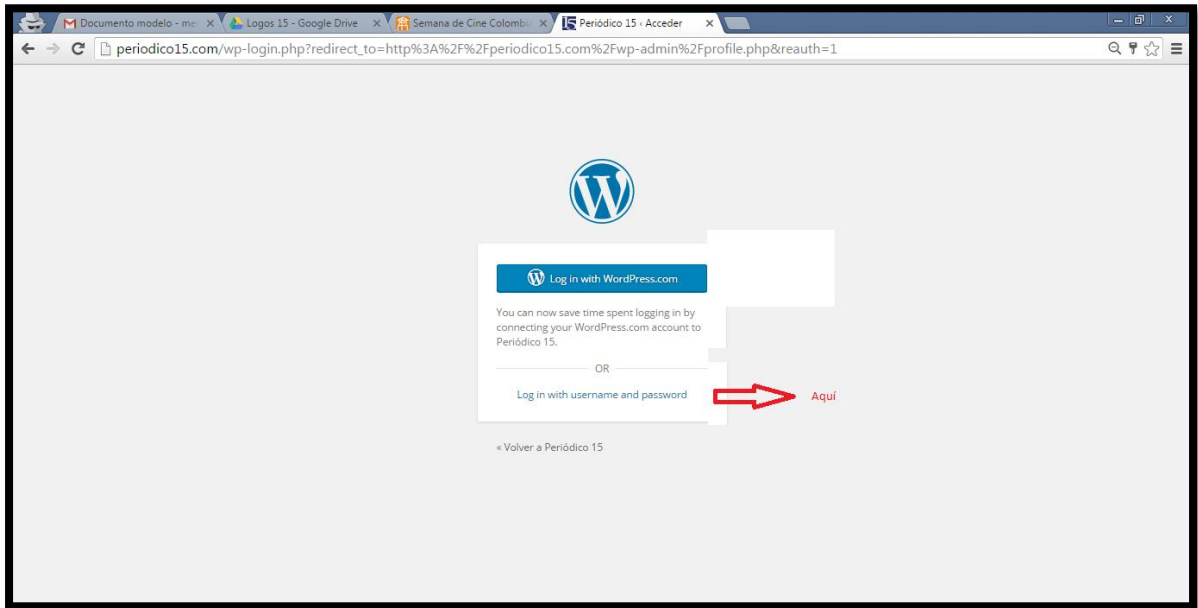 Documento modelo - me
Logos 15 - Google Drive
Semana de Cine Colombi
Periódico 15 ‹ Acceder
periodico15.com/wp-login.php?redirect_to=http%3A%2F%2Fperiodico15.com%2Fwp-admin%2Fprofile.php&reauth=1
Log in with WordPress.com
You can now save time spent logging in by
connecting your WordPress.com account to
Periódico 15.
OR
Log in with username and password
Aquí
« Volver a Periódico 15